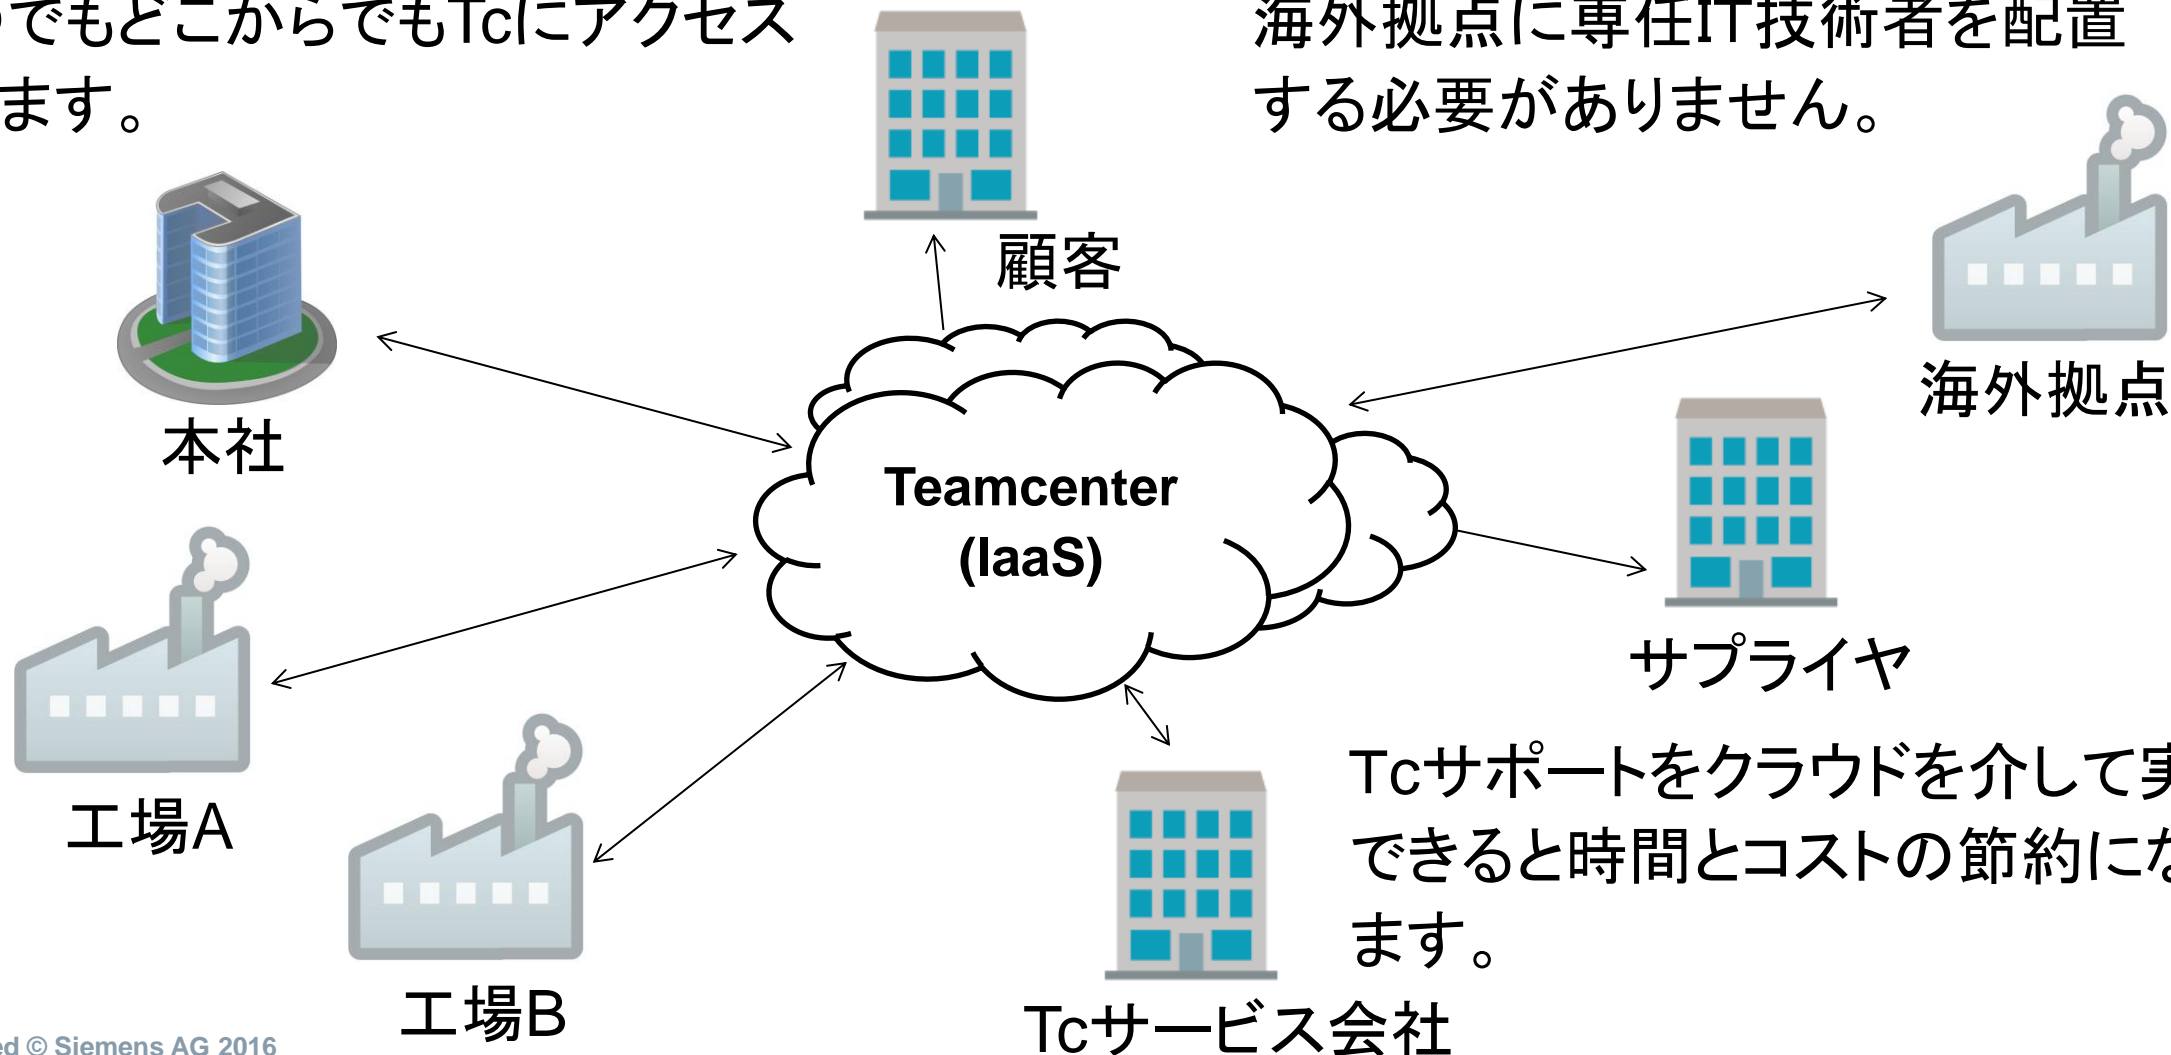 でもどこからでもTcにアクセス
ます。
海外拠点に専任IT技術者を配置
する必要がありません。
顧客
本社
海外拠点
Teamcenter
(IaaS)
サプライヤ
工場A
Tcサポートをクラウドを介して実
できると時間とコストの節約にな
ます。
工場B
Tcサービス会社
ed © Siemens AG 2016